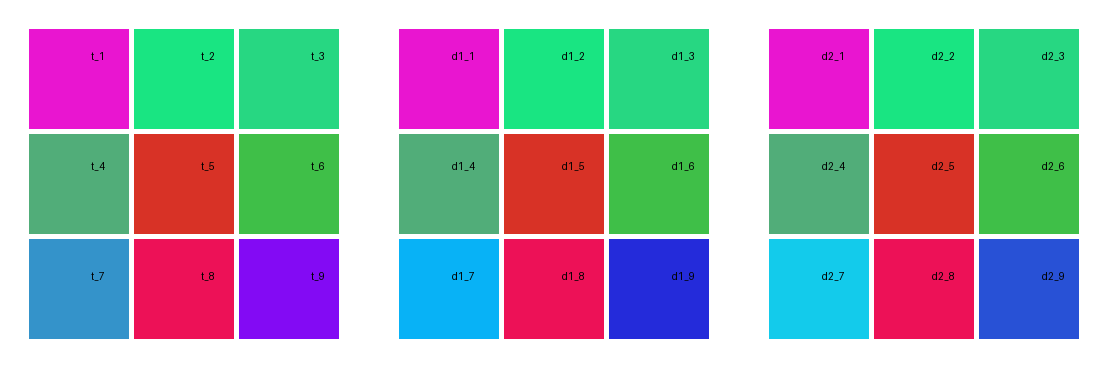 t_1 t_2 t_3 d1_1 d1_2 d1_3 d2_1 d2_2 d2_3
t_4 t_5 t_6 d1_4 d1_5 d1_6 d2_4 d2_5 d2_6
t_7 t_8 t_9 d1_7 d1_8 d1_9 d2_7 d2_8 d2_9